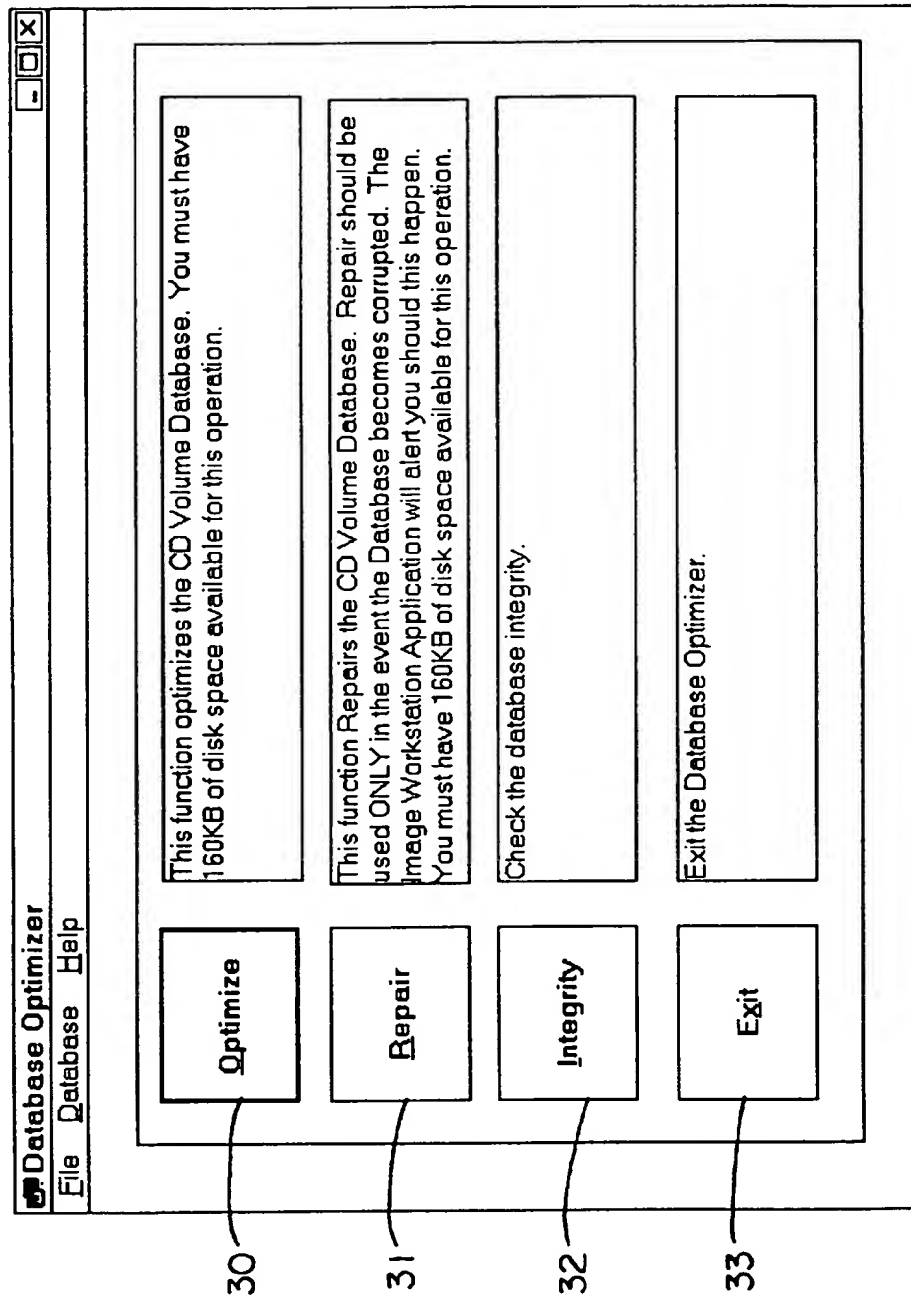 Database Optimizer
File Database Help
30
Optimize
This function optimizes the CD Volume Database. You must have
160KB of disk space available for this operation.
31
Repair
This function Repairs the CD Volume Database. Repair should be
used ONLY in the event the Database becomes corrupted. The
Image Workstation Application will alert you should this happen.
You must have 160KB of disk space available for this operation.
32
Integrity
Check the database integrity.
33
Exit
Exit the Database Optimizer.